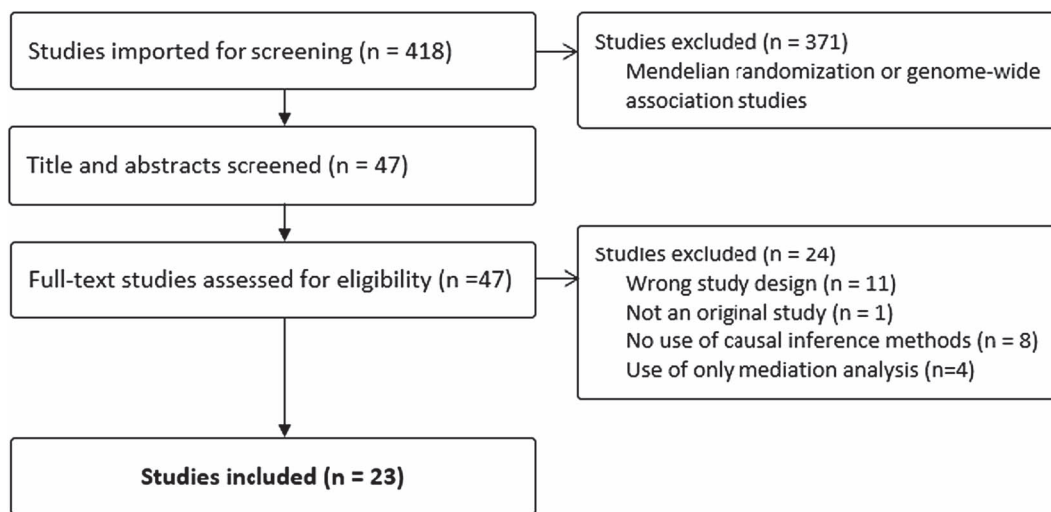 Studies imported for screening (n = 418)
Studies excluded (n = 371)
Mendelian randomization or genome-wide
association studies
Title and abstracts screened (n = 47)
Full-text studies assessed for eligibility (n =47)
Studies excluded (n = 24)
Wrong study design (n = 11)
Not an original study (n = 1)
No use of causal inference methods (n = 8)
Use of only mediation analysis (n=4)
Studies included (n = 23)